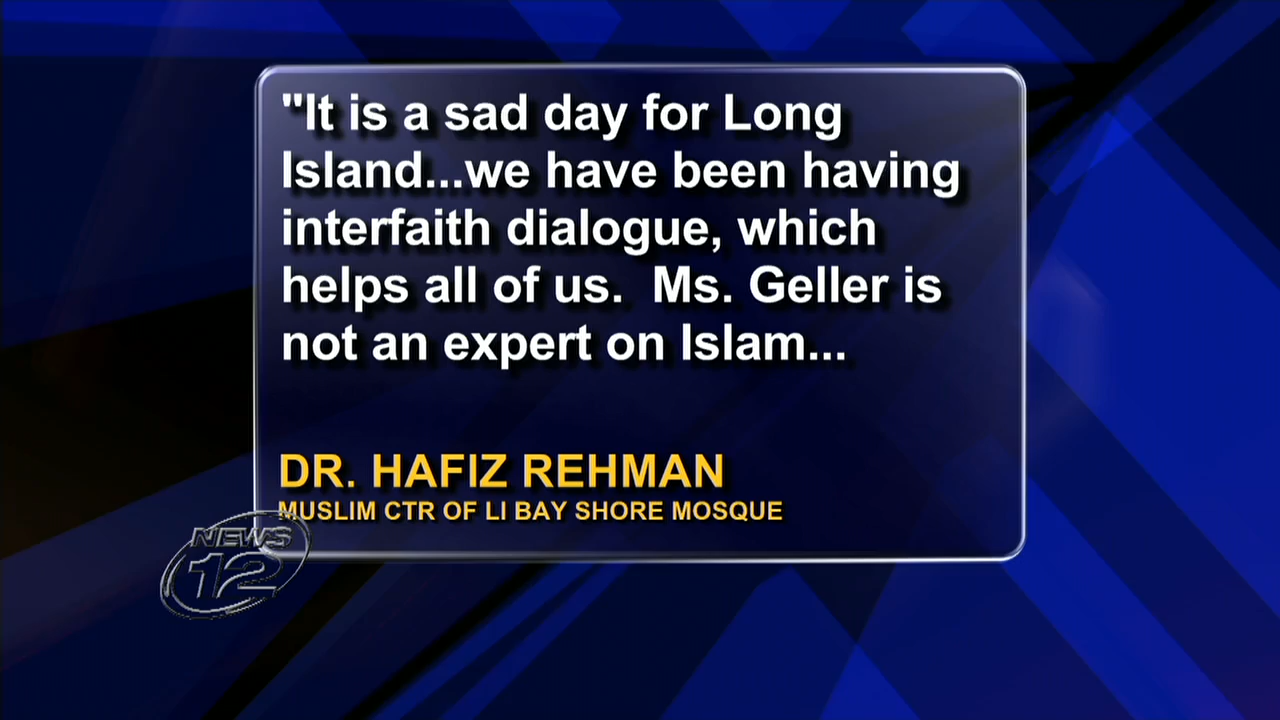 "It is a sad day for Long
Island...we have been having
interfaith dialogue, which
helps all of us.  Ms. Geller is
not an expert on Islam...
DR. HAFIZ REHMAN
MUSLIM CTR OF LI BAY SHORE MOSQUE
NEWS
12